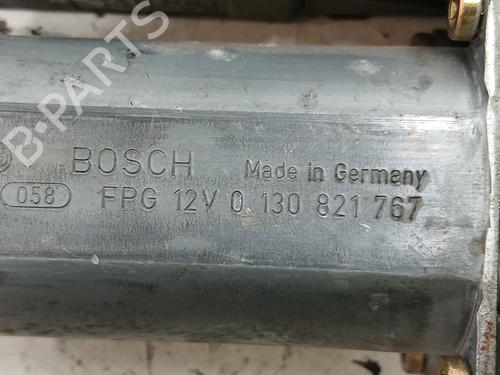 B-PARTS
BOSCH Made in Germany
058 FPG 12V 0 130 821 767